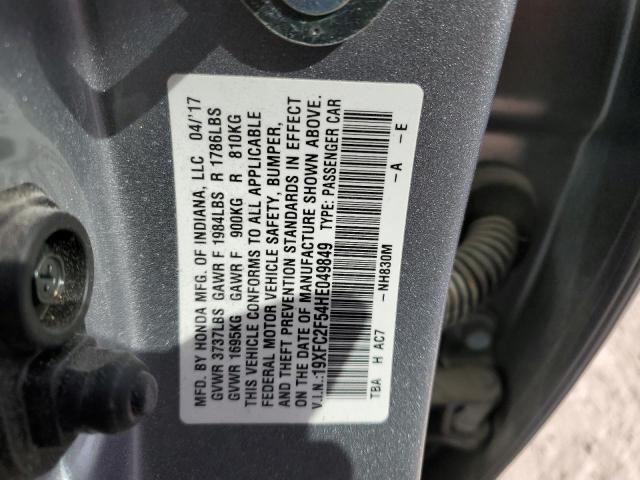 MFD. BY HONDA MFG. OF INDIANA, LLC 04/'17
GVWR 3737LBS GAWR F 1984LBS R 1786LBS
GVWR 1695KG GAWR F 900KG R 810KG
THIS VEHICLE CONFORMS TO ALL APPLICABLE
FEDERAL MOTOR VEHICLE SAFETY, BUMPER,
AND THEFT PREVENTION STANDARDS IN EFFECT
ON THE DATE OF MANUFACTURE SHOWN ABOVE.
V.I.N.:19XFC2F54HE049849 TYPE: PASSENGER CAR
TBA H AC7 -NH830M -A -E